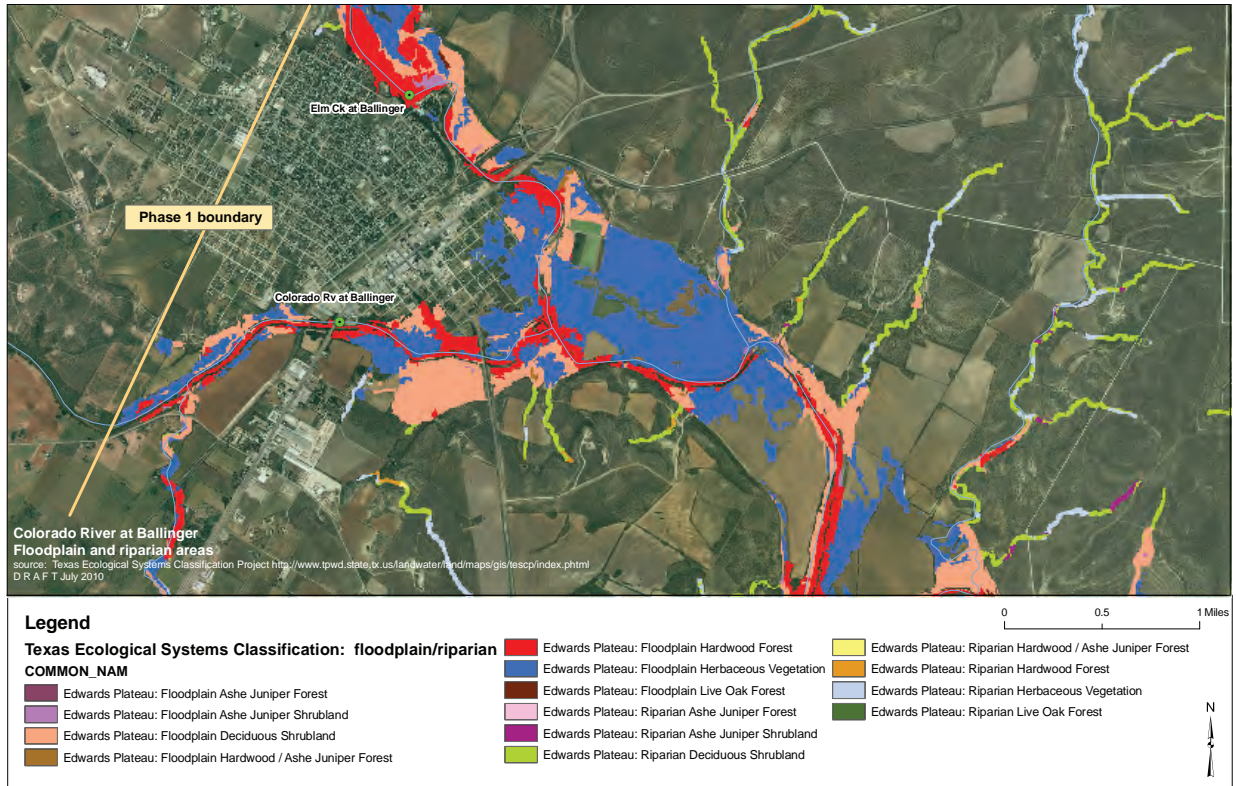 Elm Ck at Ballinger
Phase 1 boundary
Colorado Rv at Ballinger
Colorado River at Ballinger
Floodplain and riparian areas
source: Texas Ecological Systems Classification Project http://www.tpwd.state.tx.us/landwater/land/maps/gis/tescp/index.phtml
D R A F T July 2010
Legend
Texas Ecological Systems Classification: floodplain/riparian
COMMON_NAM
Edwards Plateau: Floodplain Ashe Juniper Forest
Edwards Plateau: Floodplain Ashe Juniper Shrubland
Edwards Plateau: Floodplain Deciduous Shrubland
Edwards Plateau: Floodplain Hardwood / Ashe Juniper Forest
Edwards Plateau: Floodplain Hardwood Forest
Edwards Plateau: Floodplain Herbaceous Vegetation
Edwards Plateau: Floodplain Live Oak Forest
Edwards Plateau: Riparian Ashe Juniper Forest
Edwards Plateau: Riparian Ashe Juniper Shrubland
Edwards Plateau: Riparian Deciduous Shrubland
Edwards Plateau: Riparian Hardwood / Ashe Juniper Forest
Edwards Plateau: Riparian Hardwood Forest
Edwards Plateau: Riparian Herbaceous Vegetation
Edwards Plateau: Riparian Live Oak Forest
0 0.5 1 Miles
N